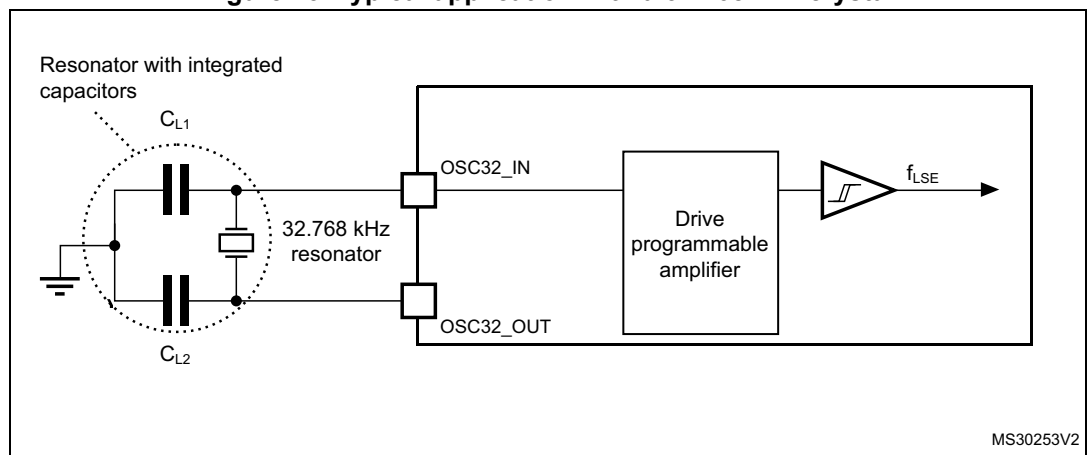 Resonator with integrated
capacitors
CL1
OSC32_IN
fLSE
32.768 kHz
resonator
Drive
programmable
amplifier
OSC32_OUT
CL2
MS30253V2